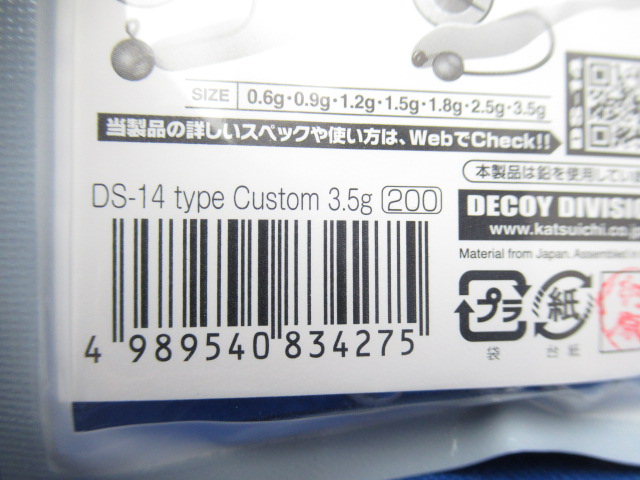 SIZE 0.6g・0.9g・1.2g・1.5g・1.8g・2.5g・3.5g
当製品の詳しいスペックや使い方は、WebでCheck!!
本製品は鉛を使用してい
DS-14 type Custom 3.5g 200
DECOY DIVISIO
www.katsuichi.co.jp
Material from Japan. Assembled
プラ
紙
袋
台紙
4 989540 834275